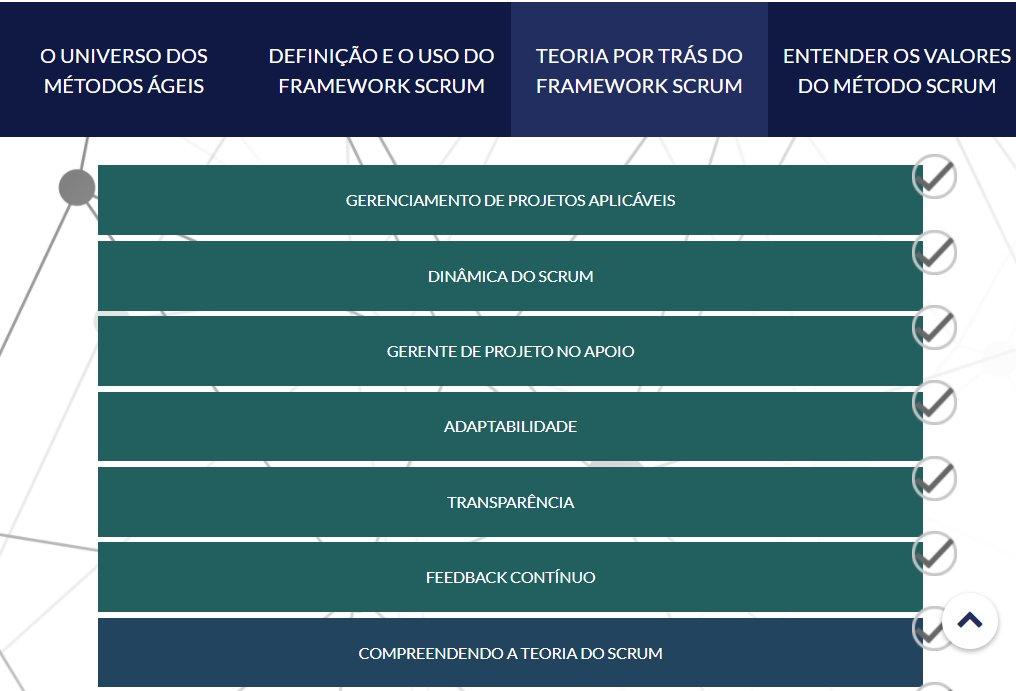 O UNIVERSO DOS
MÉTODOS ÁGEIS
DEFINIÇÃO E O USO DO
FRAMEWORK SCRUM
TEORIA POR TRÁS DO
FRAMEWORK SCRUM
ENTENDER OS VALORES
DO MÉTODO SCRUM
GERENCIAMENTO DE PROJETOS APLICÁVEIS
DINÂMICA DO SCRUM
GERENTE DE PROJETO NO APOIO
ADAPTABILIDADE
TRANSPARÊNCIA
FEEDBACK CONTÍNUO
COMPREENDENDO A TEORIA DO SCRUM